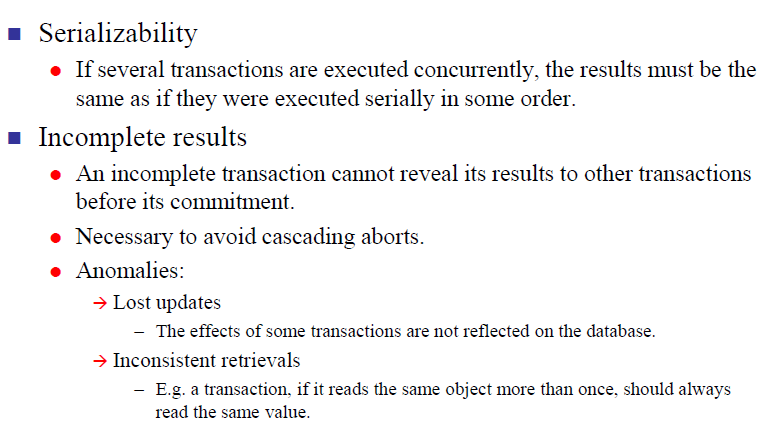 Serializability
If several transactions are executed concurrently, the results must be the
same as if they were executed serially in some order.
Incomplete results
An incomplete transaction cannot reveal its results to other transactions
before its commitment.
Necessary to avoid cascading aborts.
Anomalies:
→ Lost updates
– The effects of some transactions are not reflected on the database.
→ Inconsistent retrievals
– E.g. a transaction, if it reads the same object more than once, should always
read the same value.